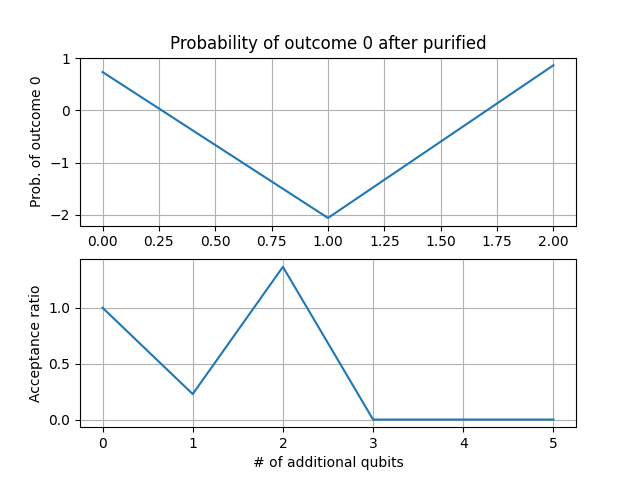 Probability of outcome 0 after purified
Prob. of outcome 0
1
0
−1
−2
0.00 0.25 0.50 0.75 1.00 1.25 1.50 1.75 2.00
Acceptance ratio
1.0
0.5
0.0
0 1 2 3 4 5
# of additional qubits